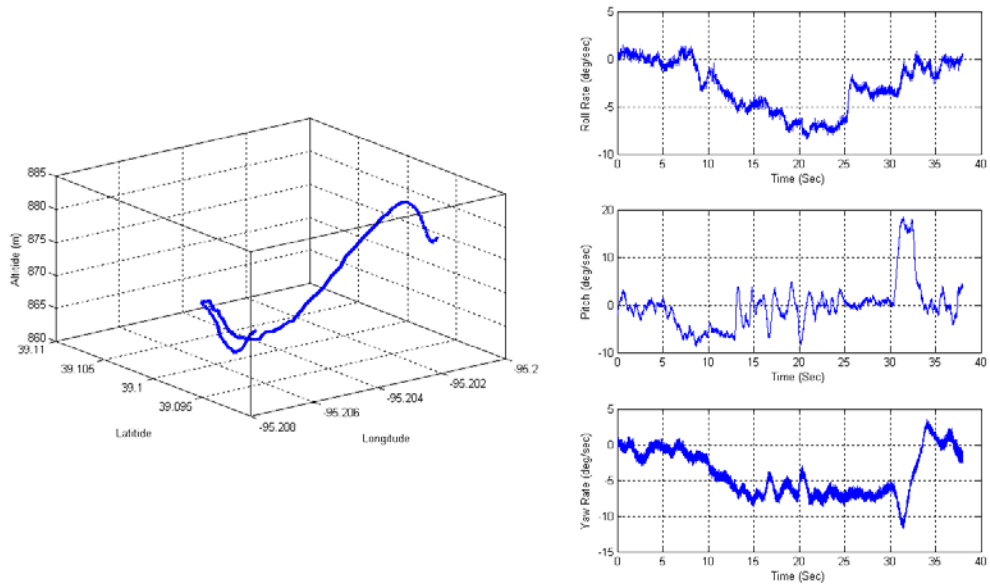 885
880
875
870
865
860
Altitude (m)
39.11
39.105
39.1
39.095
Latitide
-95.208
-95.206
-95.204
-95.202
-95.2
Longitude
5
0
-5
-10
Roll Rate (deg/sec)
0 5 10 15 20 25 30 35 40
Time (Sec)
20
10
0
-10
Pitch (deg/sec)
0 5 10 15 20 25 30 35 40
Time (Sec)
5
0
-5
-10
-15
Yaw Rate (deg/sec)
0 5 10 15 20 25 30 35 40
Time (Sec)